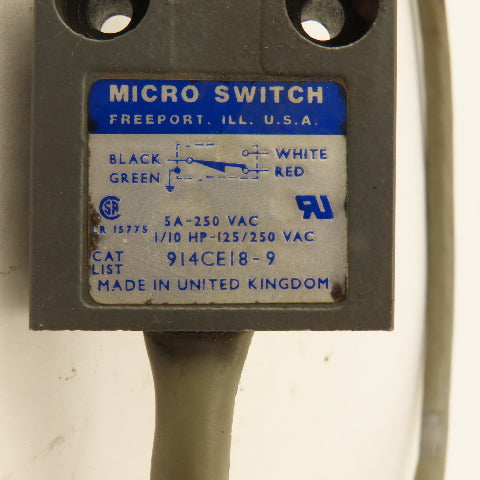 MICRO SWITCH
FREEPORT, ILL. U.S.A.
BLACK WHITE
GREEN RED
LR 15775 5A-250 VAC
1/10 HP-125/250 VAC
CAT
LIST 914CE18-9
MADE IN UNITED KINGDOM